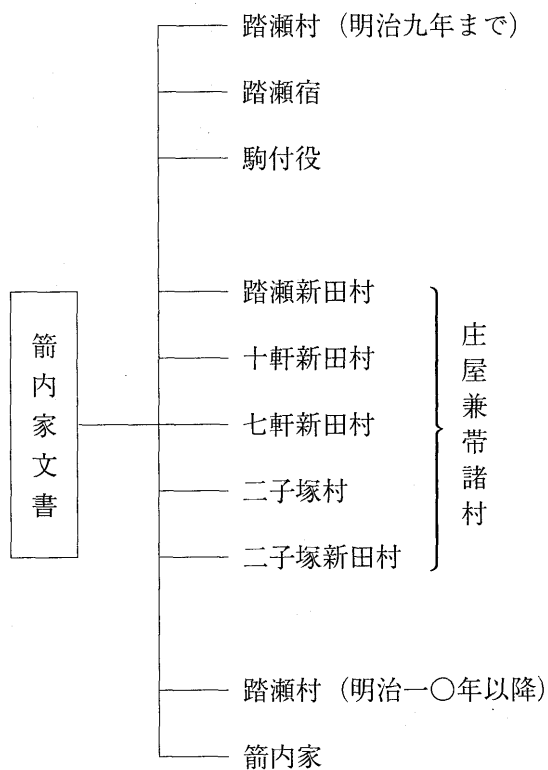 踏瀬村（明治九年まで）
踏瀬宿
駒付役
踏瀬新田村
十軒新田村
七軒新田村
二子塚村
二子塚新田村
庄屋兼帯諸村
踏瀬村（明治一〇年以降）
箭内家
箭内家文書